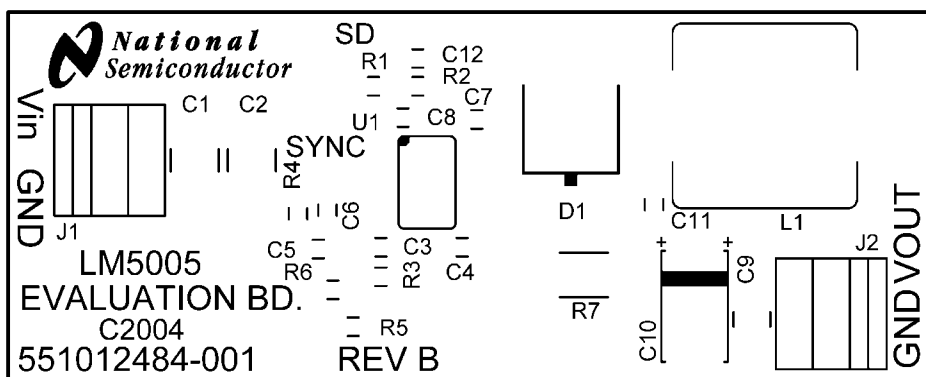 National
Semiconductor
SD
R1
C12
R2
C7
C1
C2
U1
C8
Vin
GND
SYNC
R4
C6
J1
D1
C11
L1
J2
GND
VOUT
LM5005
C5
C3
R6
R3
C4
C9
EVALUATION BD.
R7
C2004
R5
C10
551012484-001
REV B
+
+